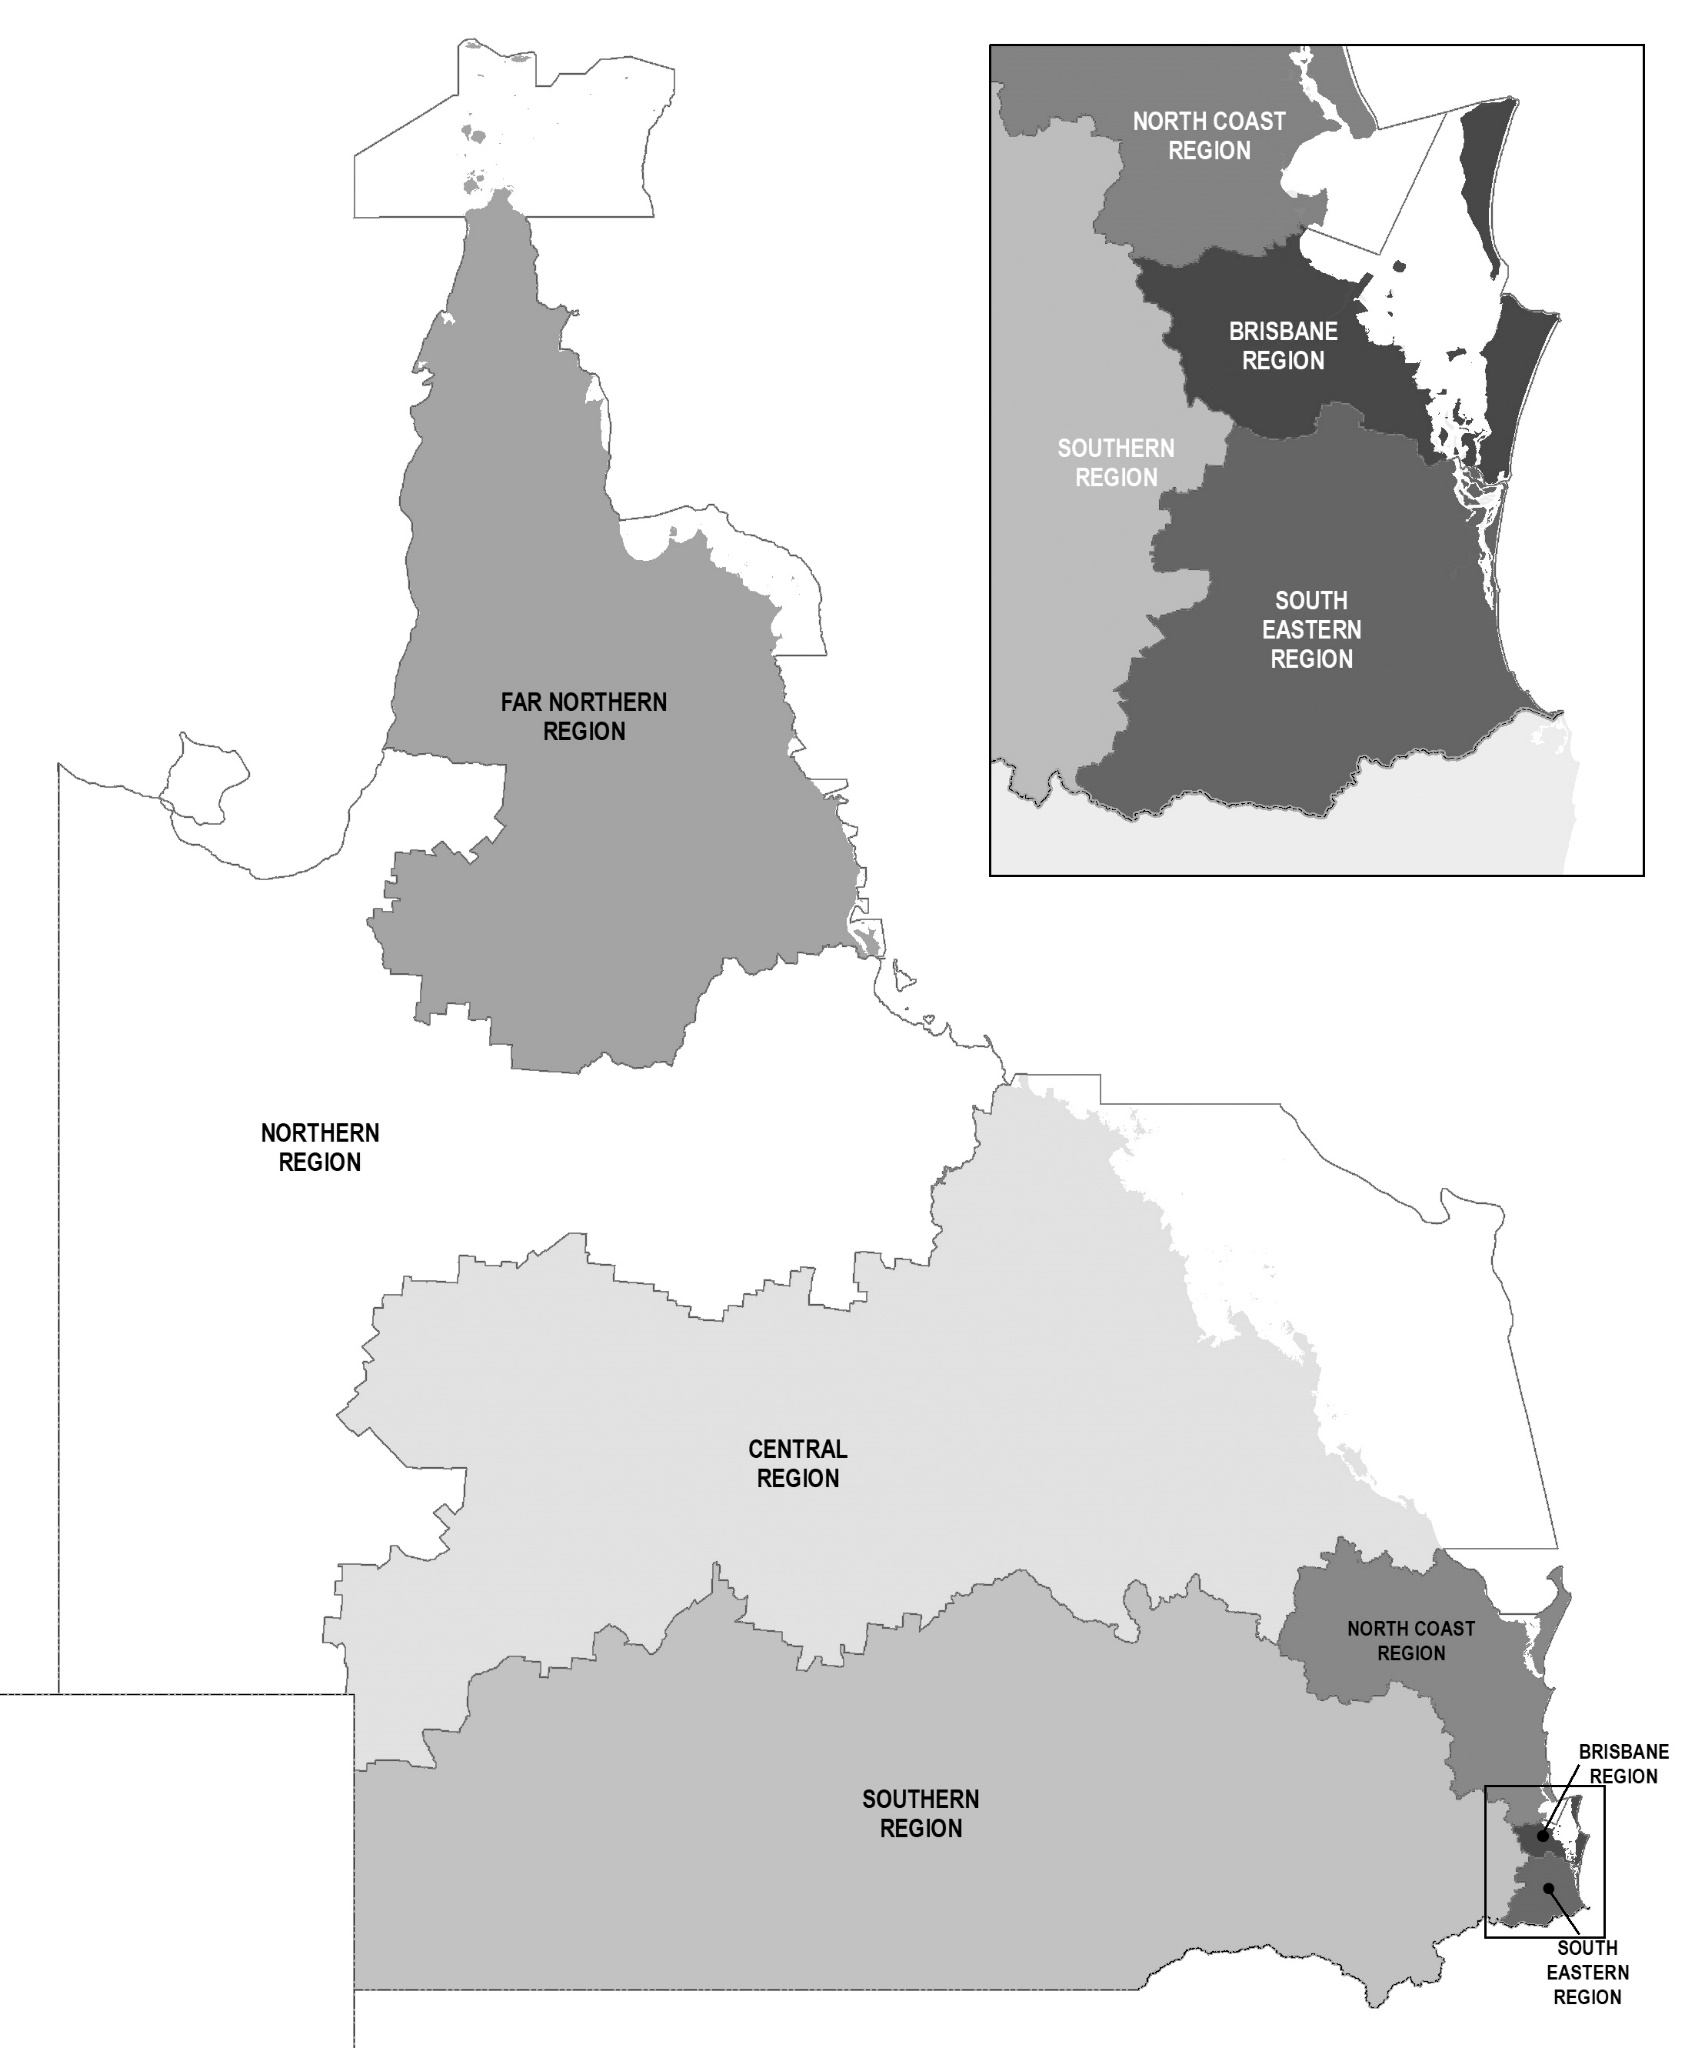 NORTH COAST
REGION
BRISBANE
REGION
SOUTHERN
REGION
SOUTH
EASTERN
REGION
FAR NORTHERN
REGION
NORTHERN
REGION
CENTRAL
REGION
NORTH COAST
REGION
BRISBANE
REGION
SOUTHERN
REGION
SOUTH
EASTERN
REGION